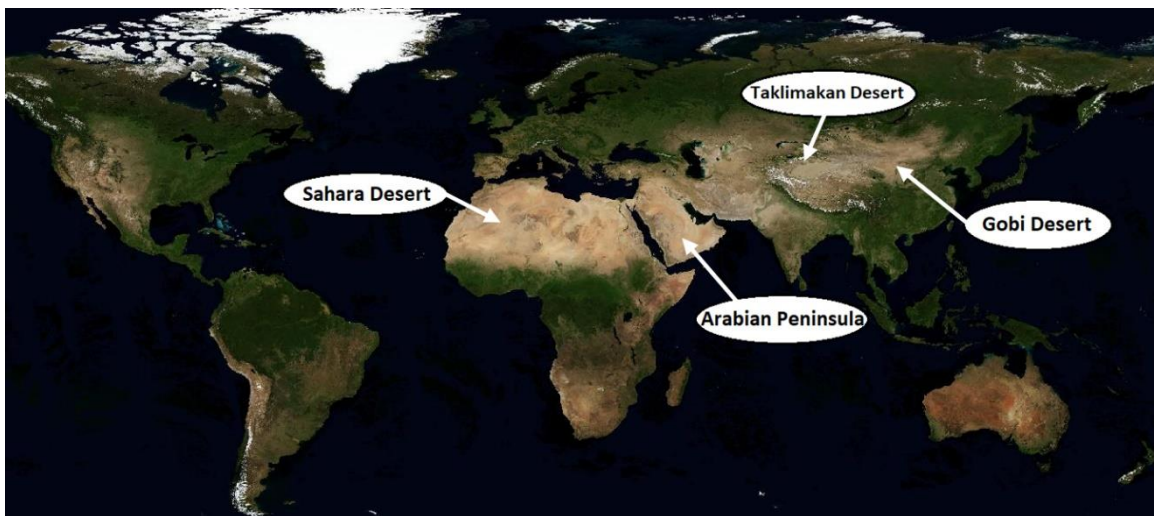 Taklimakan Desert
Sahara Desert
Gobi Desert
Arabian Peninsula